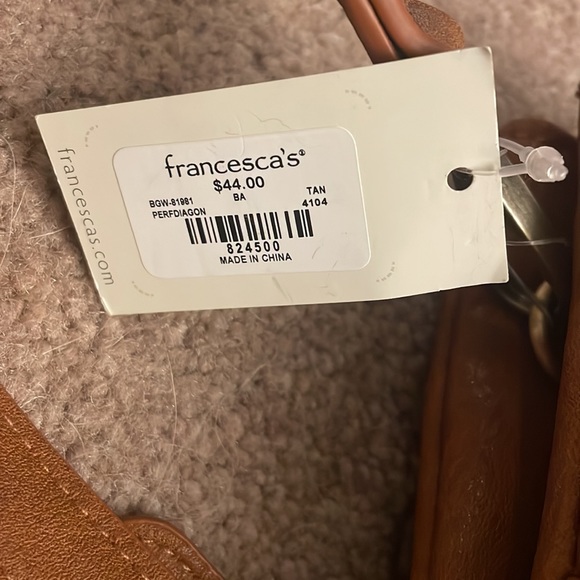 francesca's®
$44.00
BGW-81981 BA TAN
PERFDIAGON 4104
824500
MADE IN CHINA
francescas.com